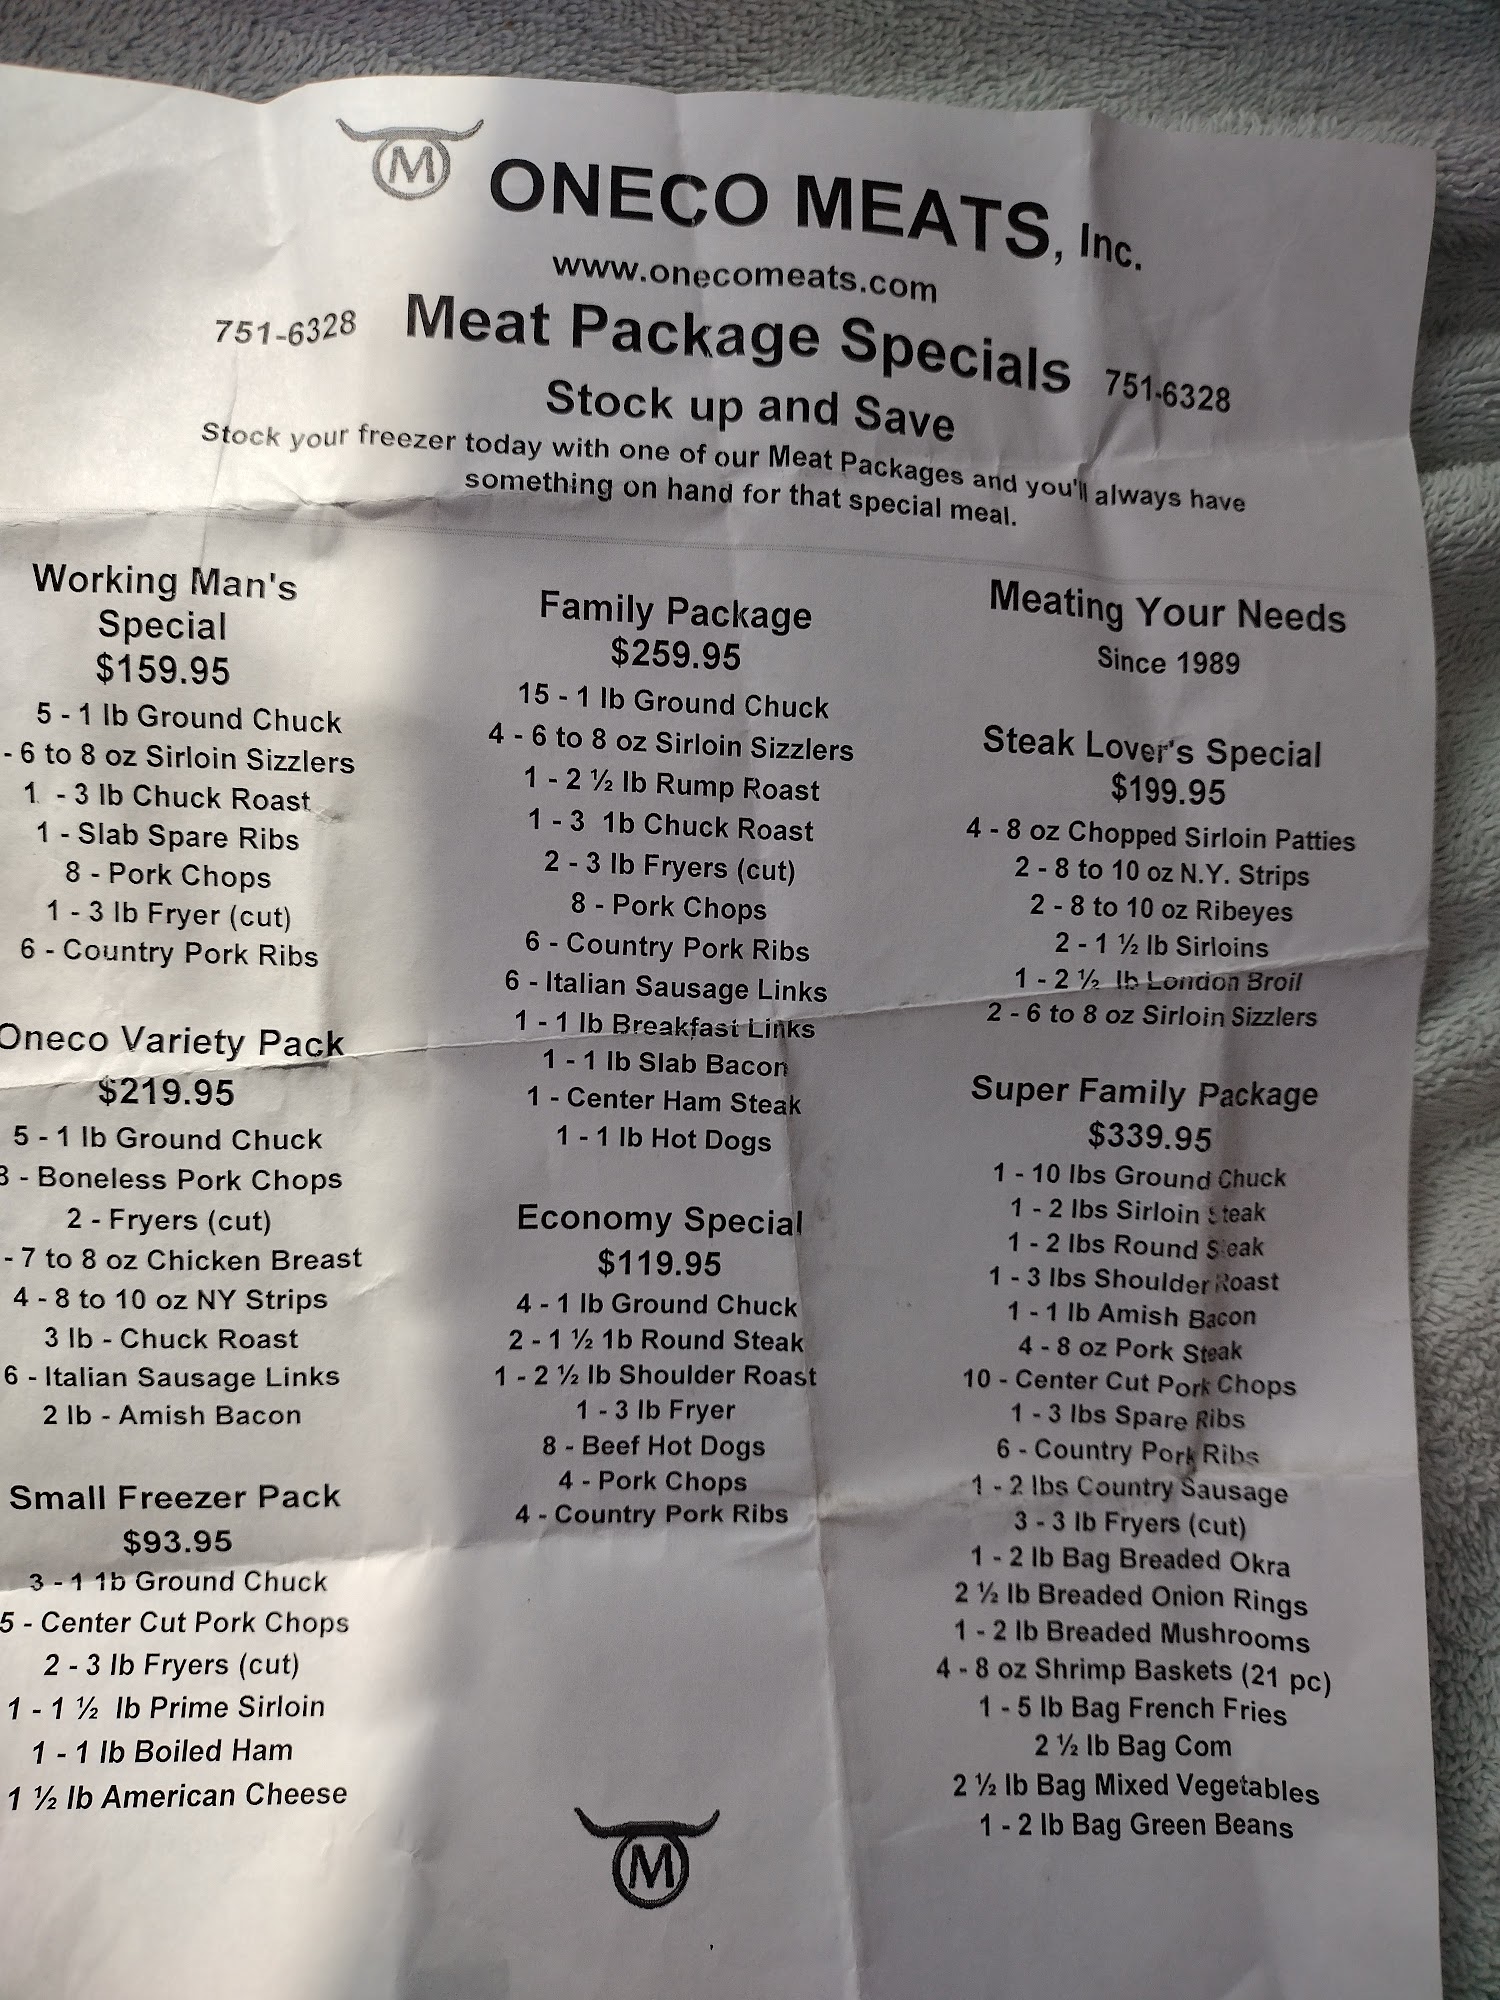 M
ONECO MEATS, Inc.
www.onecomeats.com
751-6328 Meat Package Specials 751-6328
Stock up and Save
Stock your freezer today with one of our Meat Packages and you'll always have
something on hand for that special meal.
Working Man's
Special
$159.95
5 - 1 lb Ground Chuck
- 6 to 8 oz Sirloin Sizzlers
1 - 3 lb Chuck Roast
1 - Slab Spare Ribs
8 - Pork Chops
1 - 3 lb Fryer (cut)
6 - Country Pork Ribs
Oneco Variety Pack
$219.95
5 - 1 lb Ground Chuck
- Boneless Pork Chops
2 - Fryers (cut)
- 7 to 8 oz Chicken Breast
4 - 8 to 10 oz NY Strips
3 lb - Chuck Roast
6 - Italian Sausage Links
2 lb - Amish Bacon
Small Freezer Pack
$93.95
3 - 1 1b Ground Chuck
5 - Center Cut Pork Chops
2 - 3 lb Fryers (cut)
1 - 1 ½ lb Prime Sirloin
1 - 1 lb Boiled Ham
1 ½ lb American Cheese
Family Package
$259.95
15 - 1 lb Ground Chuck
4 - 6 to 8 oz Sirloin Sizzlers
1 - 2 ½ lb Rump Roast
1 - 3 1b Chuck Roast
2 - 3 lb Fryers (cut)
8 - Pork Chops
6 - Country Pork Ribs
6 - Italian Sausage Links
1 - 1 lb Breakfast Links
1 - 1 lb Slab Bacon
1 - Center Ham Steak
1 - 1 lb Hot Dogs
Economy Special
$119.95
4 - 1 lb Ground Chuck
2 - 1 ½ 1b Round Steak
1 - 2 ½ lb Shoulder Roast
1 - 3 lb Fryer
8 - Beef Hot Dogs
4 - Pork Chops
4 - Country Pork Ribs
M
Meating Your Needs
Since 1989
Steak Lover's Special
$199.95
4 - 8 oz Chopped Sirloin Patties
2 - 8 to 10 oz N.Y. Strips
2 - 8 to 10 oz Ribeyes
2 - 1 ½ lb Sirloins
1 - 2 ½ lb London Broil
2 - 6 to 8 oz Sirloin Sizzlers
Super Family Package
$339.95
1 - 10 lbs Ground Chuck
1 - 2 lbs Sirloin Steak
1 - 2 lbs Round Steak
1 - 3 lbs Shoulder Roast
1 - 1 lb Amish Bacon
4 - 8 oz Pork Steak
10 - Center Cut Pork Chops
1 - 3 lbs Spare Ribs
6 - Country Pork Ribs
1 - 2 lbs Country Sausage
3 - 3 lb Fryers (cut)
1 - 2 lb Bag Breaded Okra
2 ½ lb Breaded Onion Rings
1 - 2 lb Breaded Mushrooms
4 - 8 oz Shrimp Baskets (21 pc)
1 - 5 lb Bag French Fries
2 ½ lb Bag Corn
2 ½ lb Bag Mixed Vegetables
1 - 2 lb Bag Green Beans